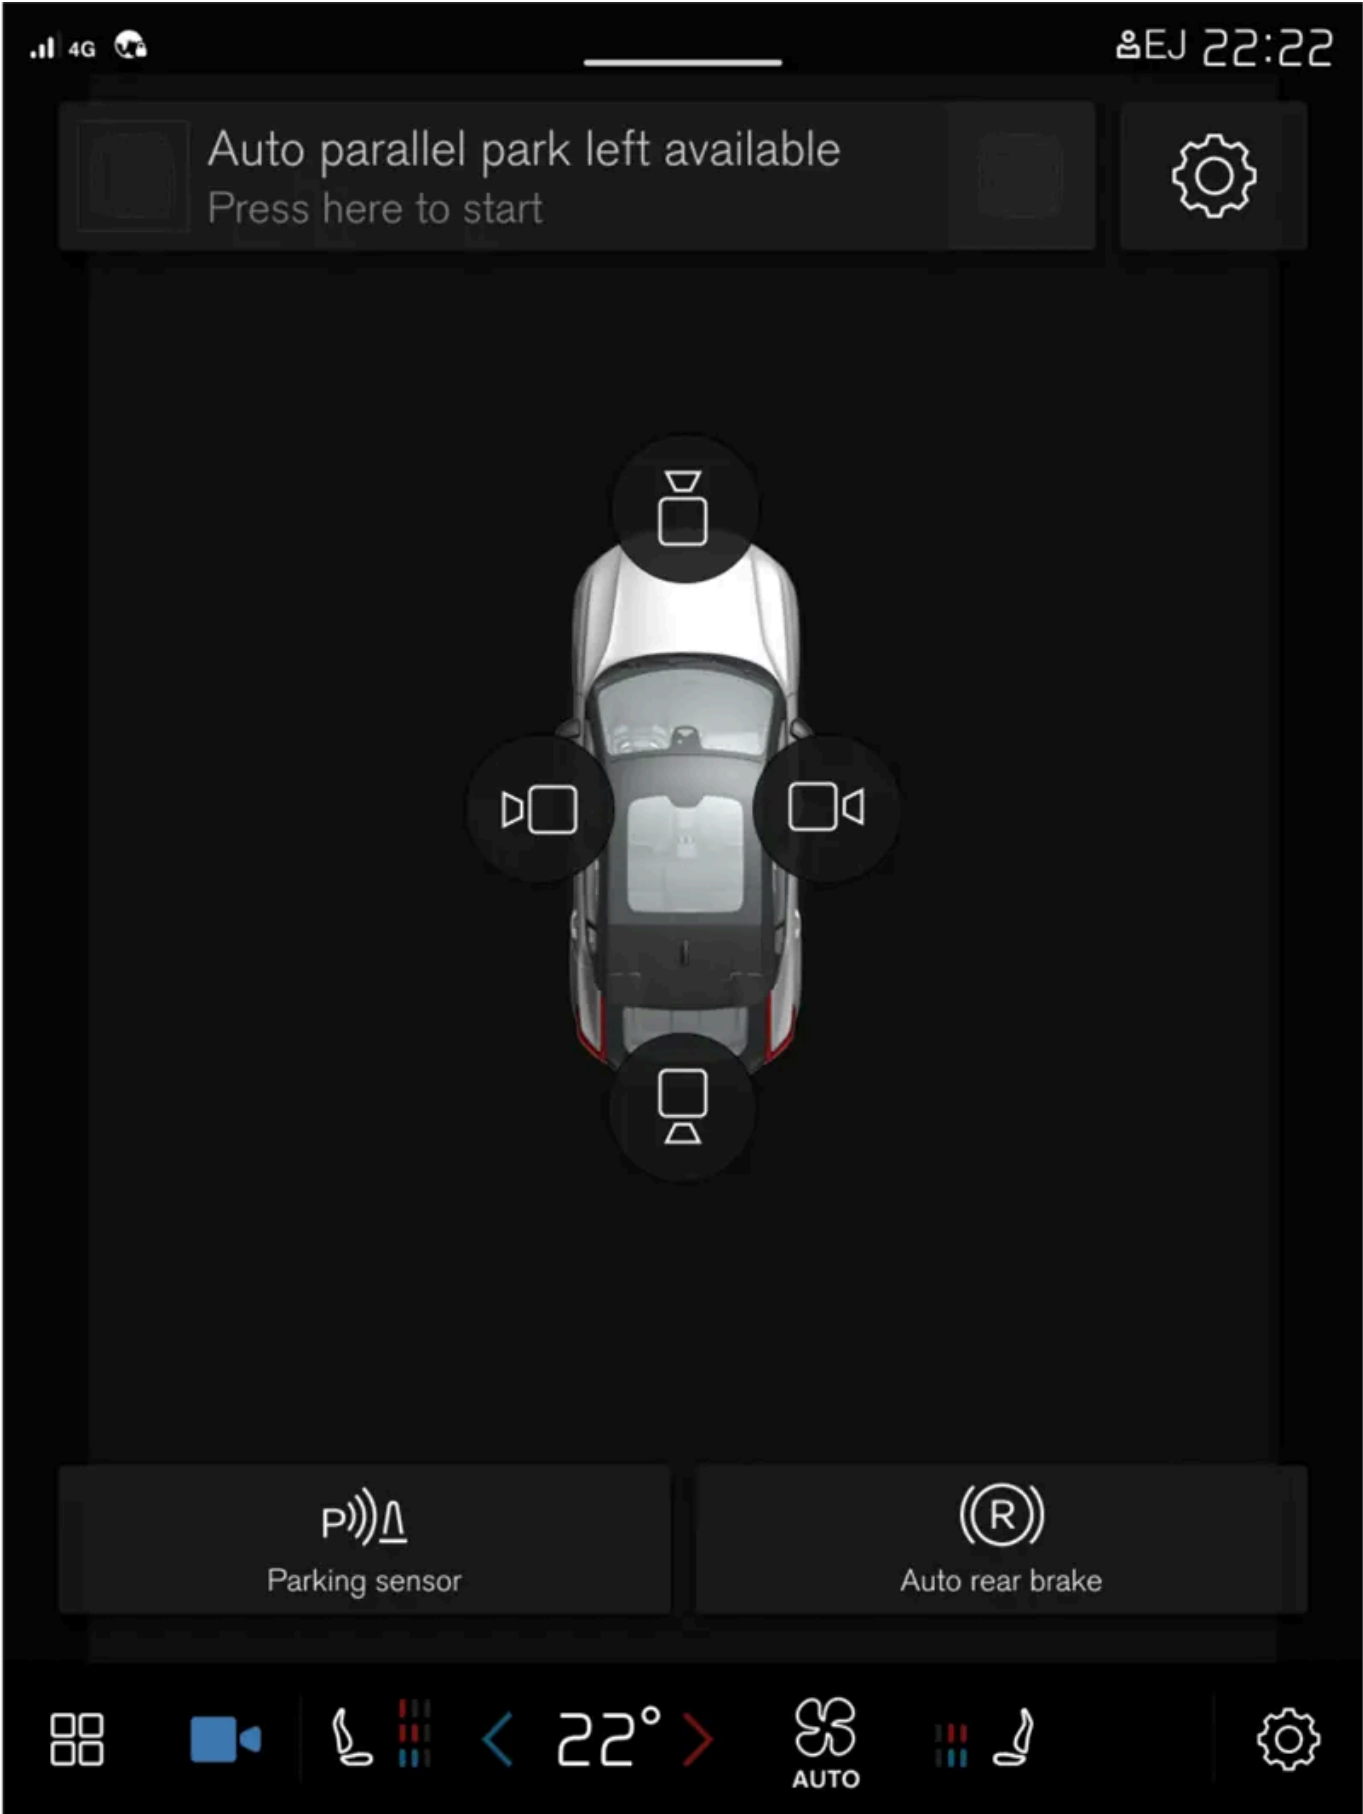 4G
EJ 22:22
Auto parallel park left available
Press here to start
P
Parking sensor
R
Auto rear brake
22°
AUTO